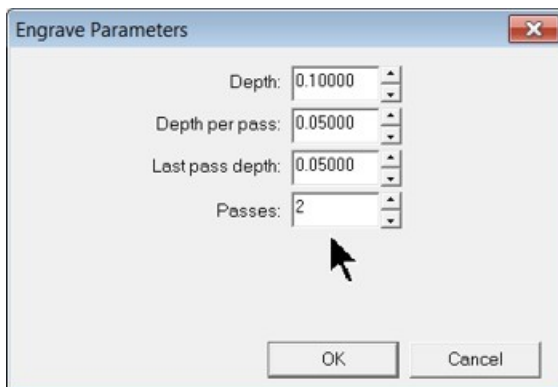 Engrave Parameters
Depth: 0.10000
Depth per pass: 0.05000
Last pass depth: 0.05000
Passes: 2
OK Cancel